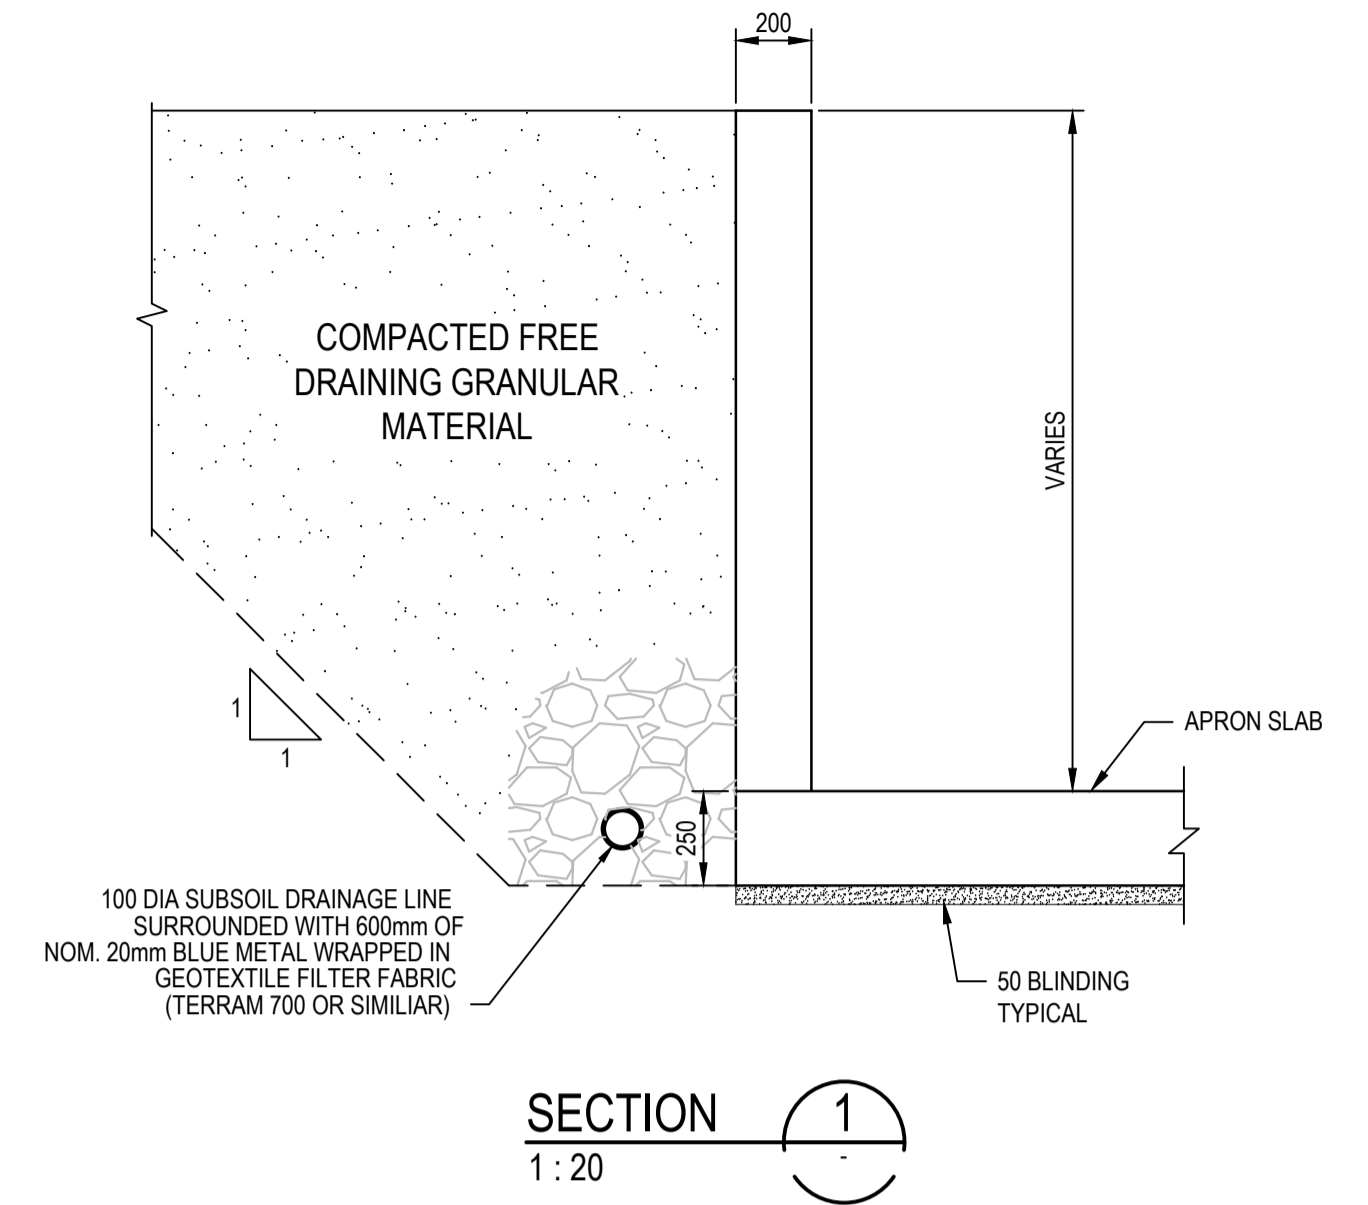 200
COMPACTED FREE
DRAINING GRANULAR
MATERIAL
VARIES
1
1
APRON SLAB
250
100 DIA SUBSOIL DRAINAGE LINE
SURROUNDED WITH 600mm OF
NOM. 20mm BLUE METAL WRAPPED IN
GEOTEXTILE FILTER FABRIC
(TERRAM 700 OR SIMILIAR)
50 BLINDING
TYPICAL
SECTION
1
1 : 20
-